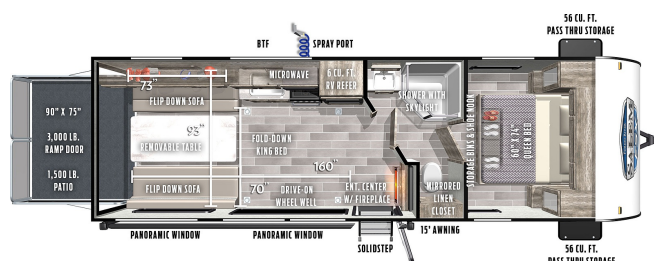 56 CU. FT.
PASS THRU STORAGE
BTF
SPRAY PORT
MICROWAVE
6 CU. FT.
RV REFER
73"
SHOWER WITH
SKYLIGHT
FLIP DOWN SOFA
90" X 75"
3,000 LB.
RAMP DOOR
1,500 LB.
PATIO
93"
REMOVABLE TABLE
FOLD-DOWN
KING BED
STORAGE BINS & SHOE NOOK
60" X 74"
QUEEN BED
SALEM
160"
FLIP DOWN SOFA
70"
DRIVE-ON
WHEEL WELL
ENT. CENTER
W/ FIREPLACE
MIRRORED
LINEN
CLOSET
PANORAMIC WINDOW
PANORAMIC WINDOW
SOLIDSTEP
15' AWNING
56 CU. FT.
PASS THRU STORAGE